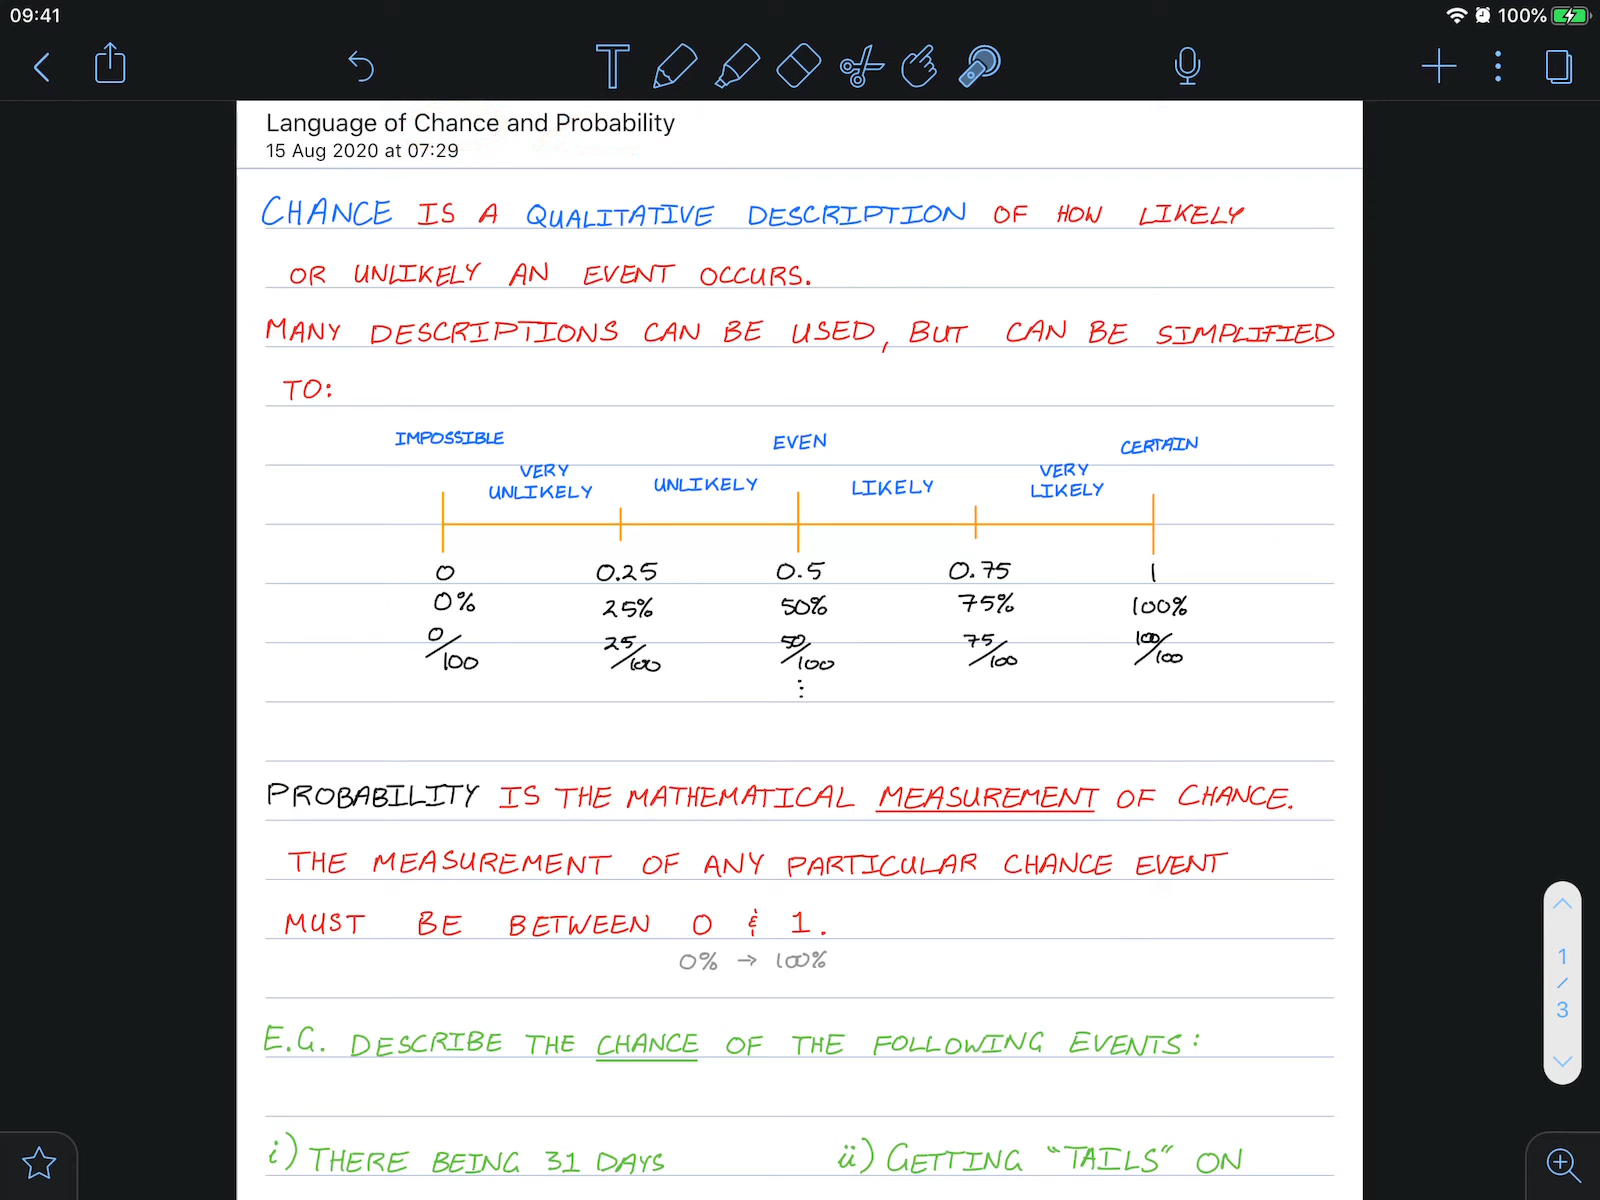 09:41
100%
Language of Chance and Probability
15 Aug 2020 at 07:29
CHANCE IS A QUALITATIVE DESCRIPTION OF HOW LIKELY
OR UNLIKELY AN EVENT OCCURS.
MANY DESCRIPTIONS CAN BE USED, BUT CAN BE SIMPLIFIED
TO:
IMPOSSIBLE EVEN CERTAIN
VERY UNLIKELY UNLIKELY LIKELY VERY LIKELY
0 0.25 0.5 0.75 1
0% 25% 50% 75% 100%
0/100 25/100 50/100 75/100 100/100
⋮
PROBABILITY IS THE MATHEMATICAL MEASUREMENT OF CHANCE.
THE MEASUREMENT OF ANY PARTICULAR CHANCE EVENT
MUST BE BETWEEN 0 & 1.
0% → 100%
E.G. DESCRIBE THE CHANCE OF THE FOLLOWING EVENTS:
i) THERE BEING 31 DAYS ii) GETTING "TAILS" ON
1
/
3